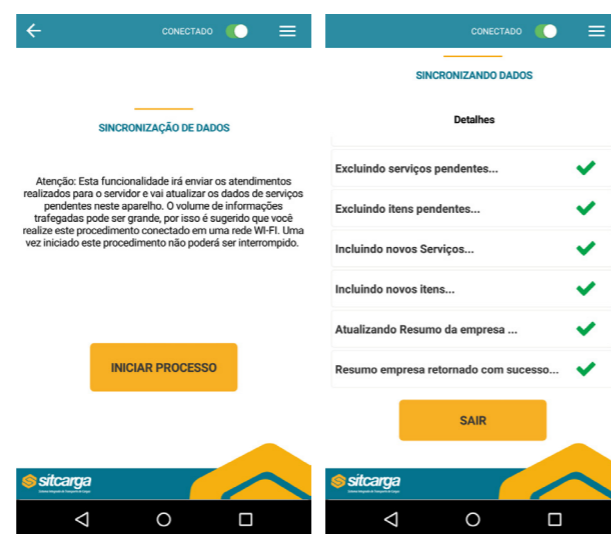 CONECTADO
SINCRONIZAÇÃO DE DADOS
Atenção: Esta funcionalidade irá enviar os atendimentos
realizados para o servidor e vai atualizar os dados de serviços
pendentes neste aparelho. O volume de informações
trafegadas pode ser grande, por isso é sugerido que você
realize este procedimento conectado em uma rede WI-FI. Uma
vez iniciado este procedimento não poderá ser interrompido.
INICIAR PROCESSO
sitcarga
CONECTADO
SINCRONIZANDO DADOS
Detalhes
Excluindo serviços pendentes...
Excluindo itens pendentes...
Incluindo novos Serviços...
Incluindo novos itens...
Atualizando Resumo da empresa ...
Resumo empresa retornado com sucesso...
SAIR
sitcarga